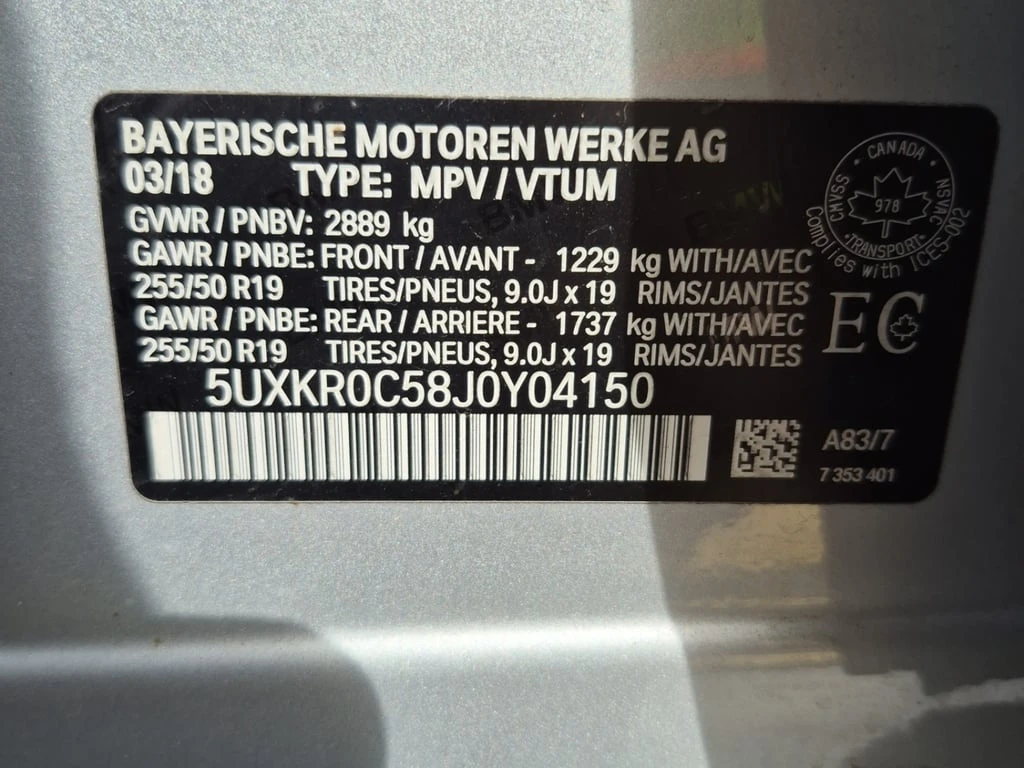 BAYERISCHE MOTOREN WERKE AG
03/18 TYPE: MPV / VTUM
GVWR / PNBV: 2889 kg
GAWR / PNBE: FRONT / AVANT - 1229 kg WITH/AVEC
255/50 R19 TIRES/PNEUS, 9.0J x 19 RIMS/JANTES
GAWR / PNBE: REAR / ARRIERE - 1737 kg WITH/AVEC
255/50 R19 TIRES/PNEUS, 9.0J x 19 RIMS/JANTES
5UXKR0C58J0Y04150
CANADA
CMVSS 978 NSVAC
TRANSPORT
Complies with ICES-002
EC
A83/7
7 353 401
BMW
BMW